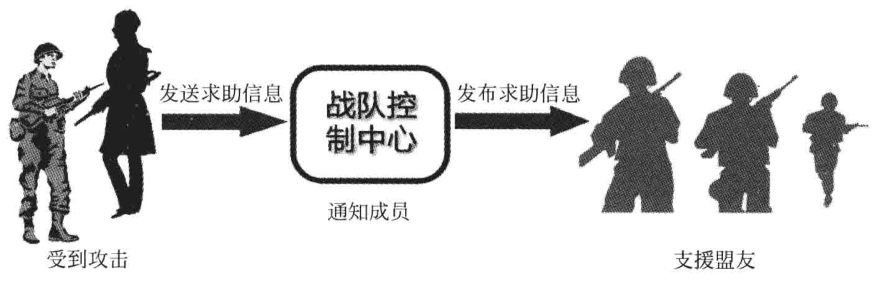 发送求助信息
战队控
制中心
发布求助信息
通知成员
受到攻击
支援盟友